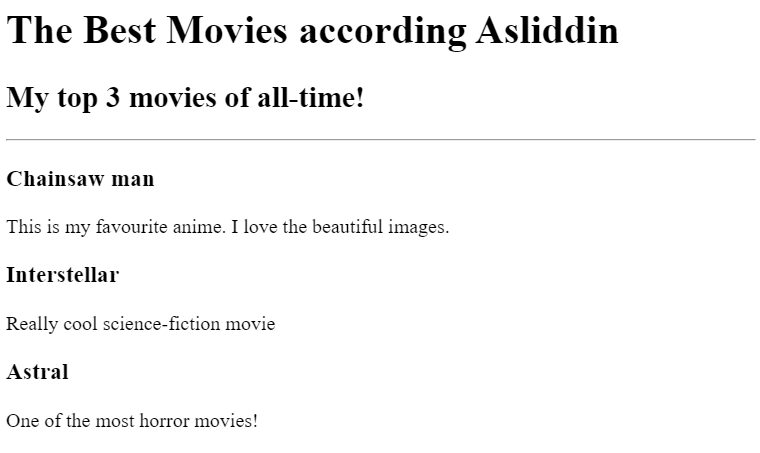 The Best Movies according Asliddin
My top 3 movies of all-time!
Chainsaw man
This is my favourite anime. I love the beautiful images.
Interstellar
Really cool science-fiction movie
Astral
One of the most horror movies!